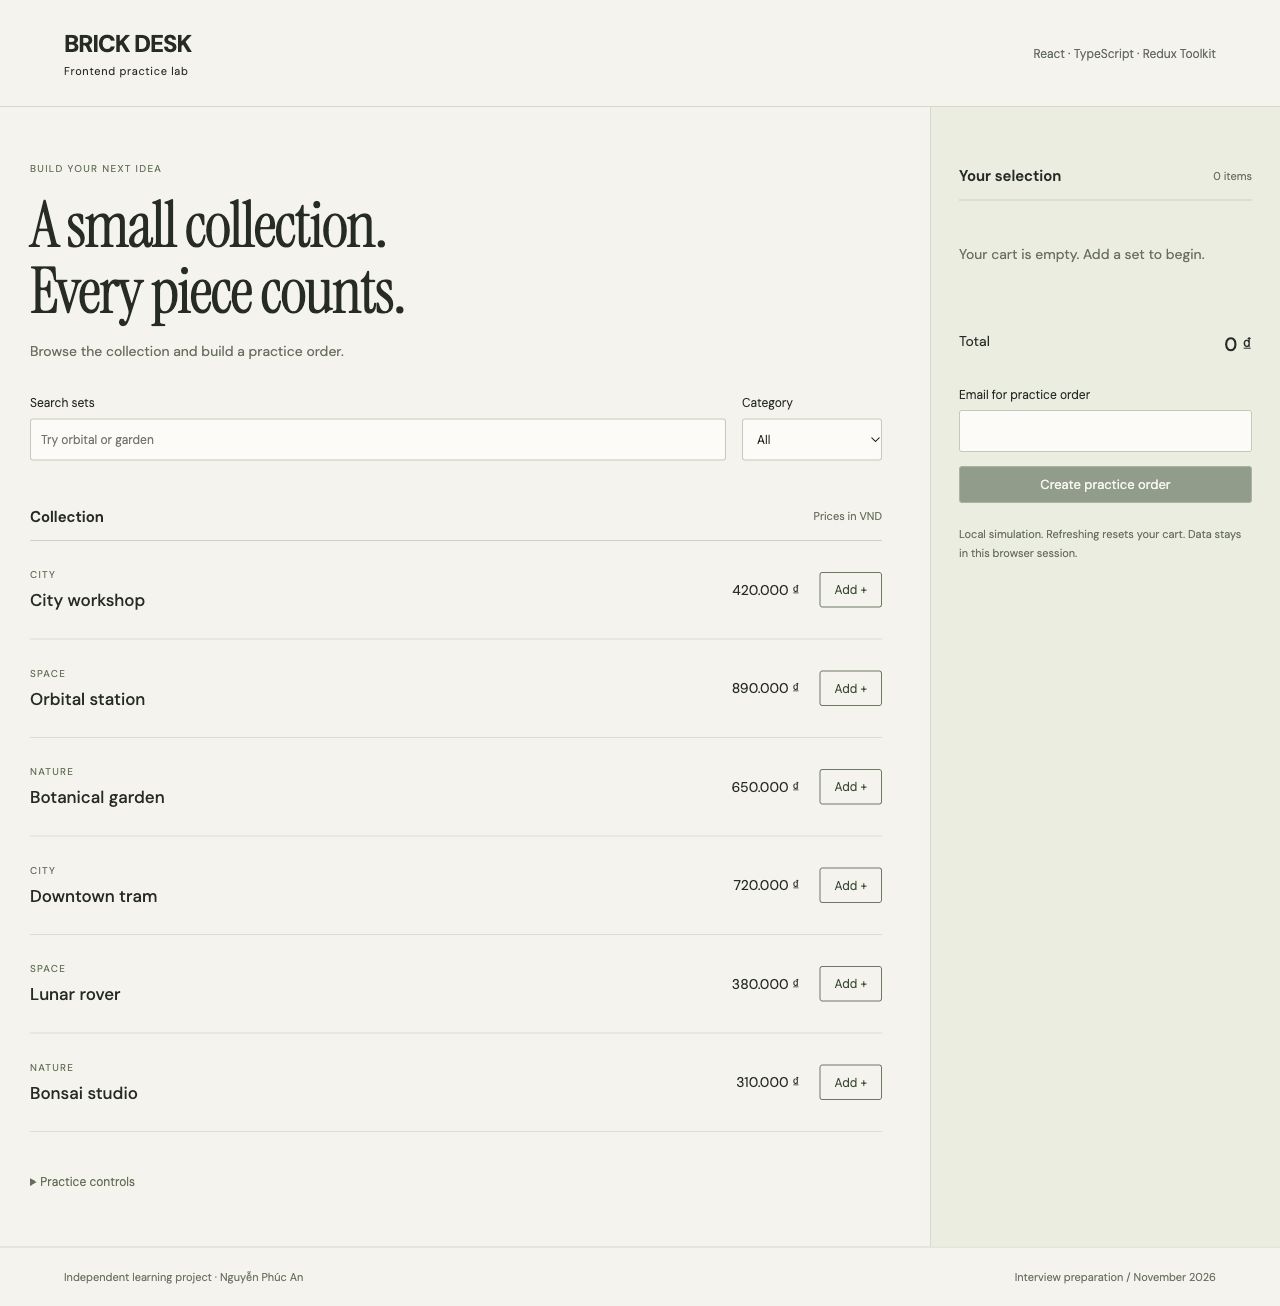 BRICK DESK
Frontend practice lab
React · TypeScript · Redux Toolkit
BUILD YOUR NEXT IDEA
A small collection.
Every piece counts.
Browse the collection and build a practice order.
Search sets
Category
Try orbital or garden
All
Collection
Prices in VND
CITY
City workshop
420.000 ₫
Add +
SPACE
Orbital station
890.000 ₫
Add +
NATURE
Botanical garden
650.000 ₫
Add +
CITY
Downtown tram
720.000 ₫
Add +
SPACE
Lunar rover
380.000 ₫
Add +
NATURE
Bonsai studio
310.000 ₫
Add +
Practice controls
Your selection
0 items
Your cart is empty. Add a set to begin.
Total
0 ₫
Email for practice order
Create practice order
Local simulation. Refreshing resets your cart. Data stays
in this browser session.
Independent learning project · Nguyễn Phúc An
Interview preparation / November 2026